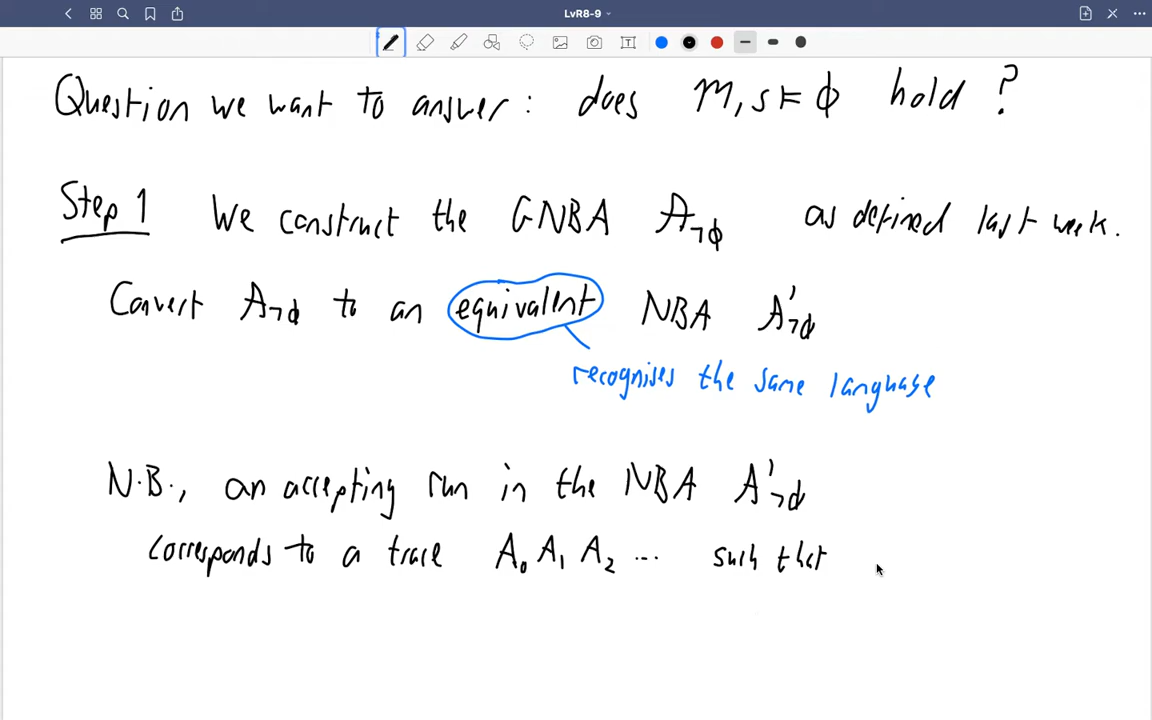 LvR8-9
Question we want to answer: does M, s ⊨ ϕ hold?
Step 1 We construct the GNBA A¬ϕ as defined last week.
Convert A¬ϕ to an equivalent NBA A'¬ϕ
recognises the same language
N.B., an accepting run in the NBA A'¬ϕ
corresponds to a trace A₀ A₁ A₂ ... such that